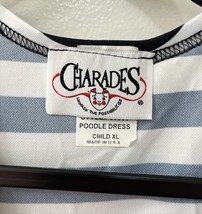 CHARADES
®
POODLE DRESS
CHILD XL
MADE IN U.S.A